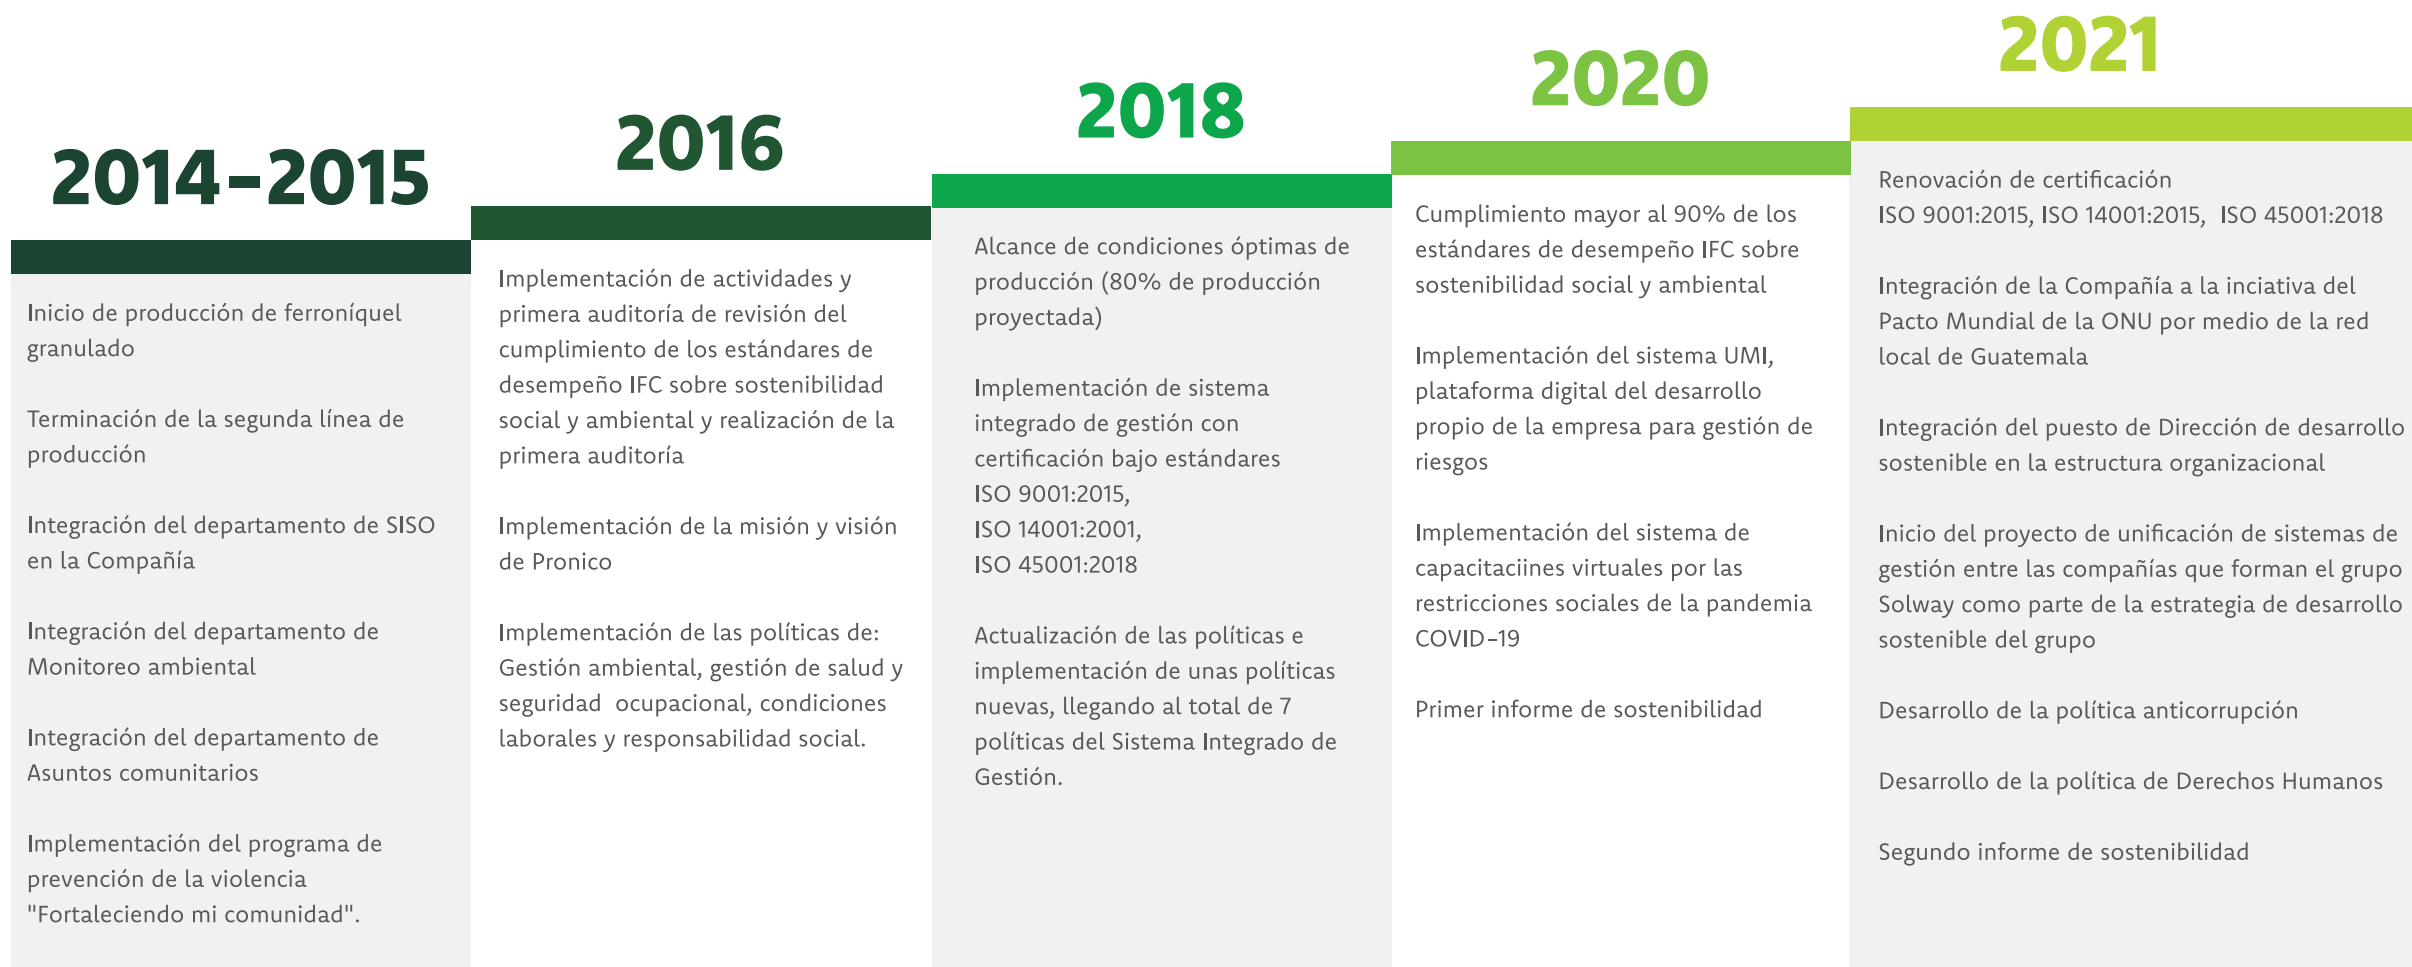 2014-2015
Inicio de producción de ferroníquel
granulado
Terminación de la segunda línea de
producción
Integración del departamento de SISO
en la Compañía
Integración del departamento de
Monitoreo ambiental
Integración del departamento de
Asuntos comunitarios
Implementación del programa de
prevención de la violencia
"Fortaleciendo mi comunidad".
2016
Implementación de actividades y
primera auditoría de revisión del
cumplimiento de los estándares de
desempeño IFC sobre sostenibilidad
social y ambiental y realización de la
primera auditoría
Implementación de la misión y visión
de Pronico
Implementación de las políticas de:
Gestión ambiental, gestión de salud y
seguridad ocupacional, condiciones
laborales y responsabilidad social.
2018
Alcance de condiciones óptimas de
producción (80% de producción
proyectada)
Implementación de sistema
integrado de gestión con
certificación bajo estándares
ISO 9001:2015,
ISO 14001:2001,
ISO 45001:2018
Actualización de las políticas e
implementación de unas políticas
nuevas, llegando al total de 7
políticas del Sistema Integrado de
Gestión.
2020
Cumplimiento mayor al 90% de los
estándares de desempeño IFC sobre
sostenibilidad social y ambiental
Implementación del sistema UMI,
plataforma digital del desarrollo
propio de la empresa para gestión de
riesgos
Implementación del sistema de
capacitaciines virtuales por las
restricciones sociales de la pandemia
COVID-19
Primer informe de sostenibilidad
2021
Renovación de certificación
ISO 9001:2015, ISO 14001:2015, ISO 45001:2018
Integración de la Compañía a la inciativa del
Pacto Mundial de la ONU por medio de la red
local de Guatemala
Integración del puesto de Dirección de desarrollo
sostenible en la estructura organizacional
Inicio del proyecto de unificación de sistemas de
gestión entre las compañías que forman el grupo
Solway como parte de la estrategia de desarrollo
sostenible del grupo
Desarrollo de la política anticorrupción
Desarrollo de la política de Derechos Humanos
Segundo informe de sostenibilidad